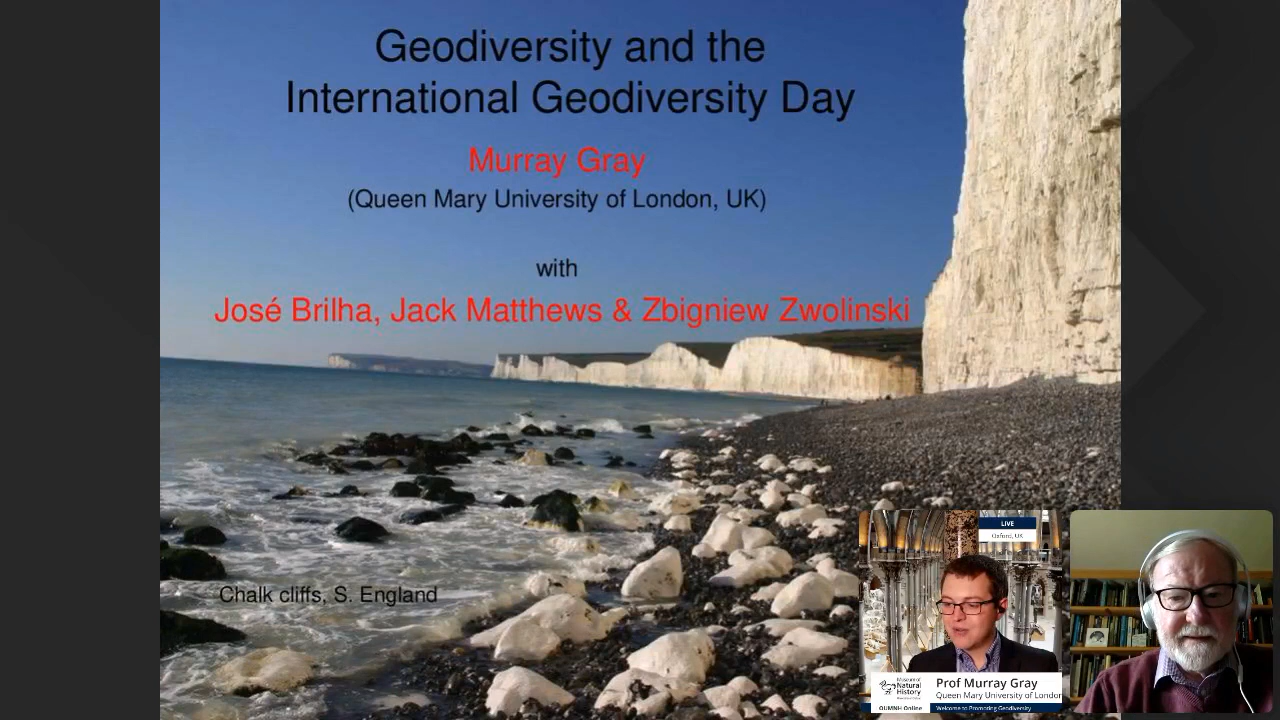 Geodiversity and the
International Geodiversity Day
Murray Gray
(Queen Mary University of London, UK)
with
José Brilha, Jack Matthews & Zbigniew Zwolinski
Chalk cliffs, S. England
LIVE
Oxford, UK
Museum of
Natural
History
Prof Murray Gray
Queen Mary University of London
OUMNH Online
Welcome to Promoting Geodiversity